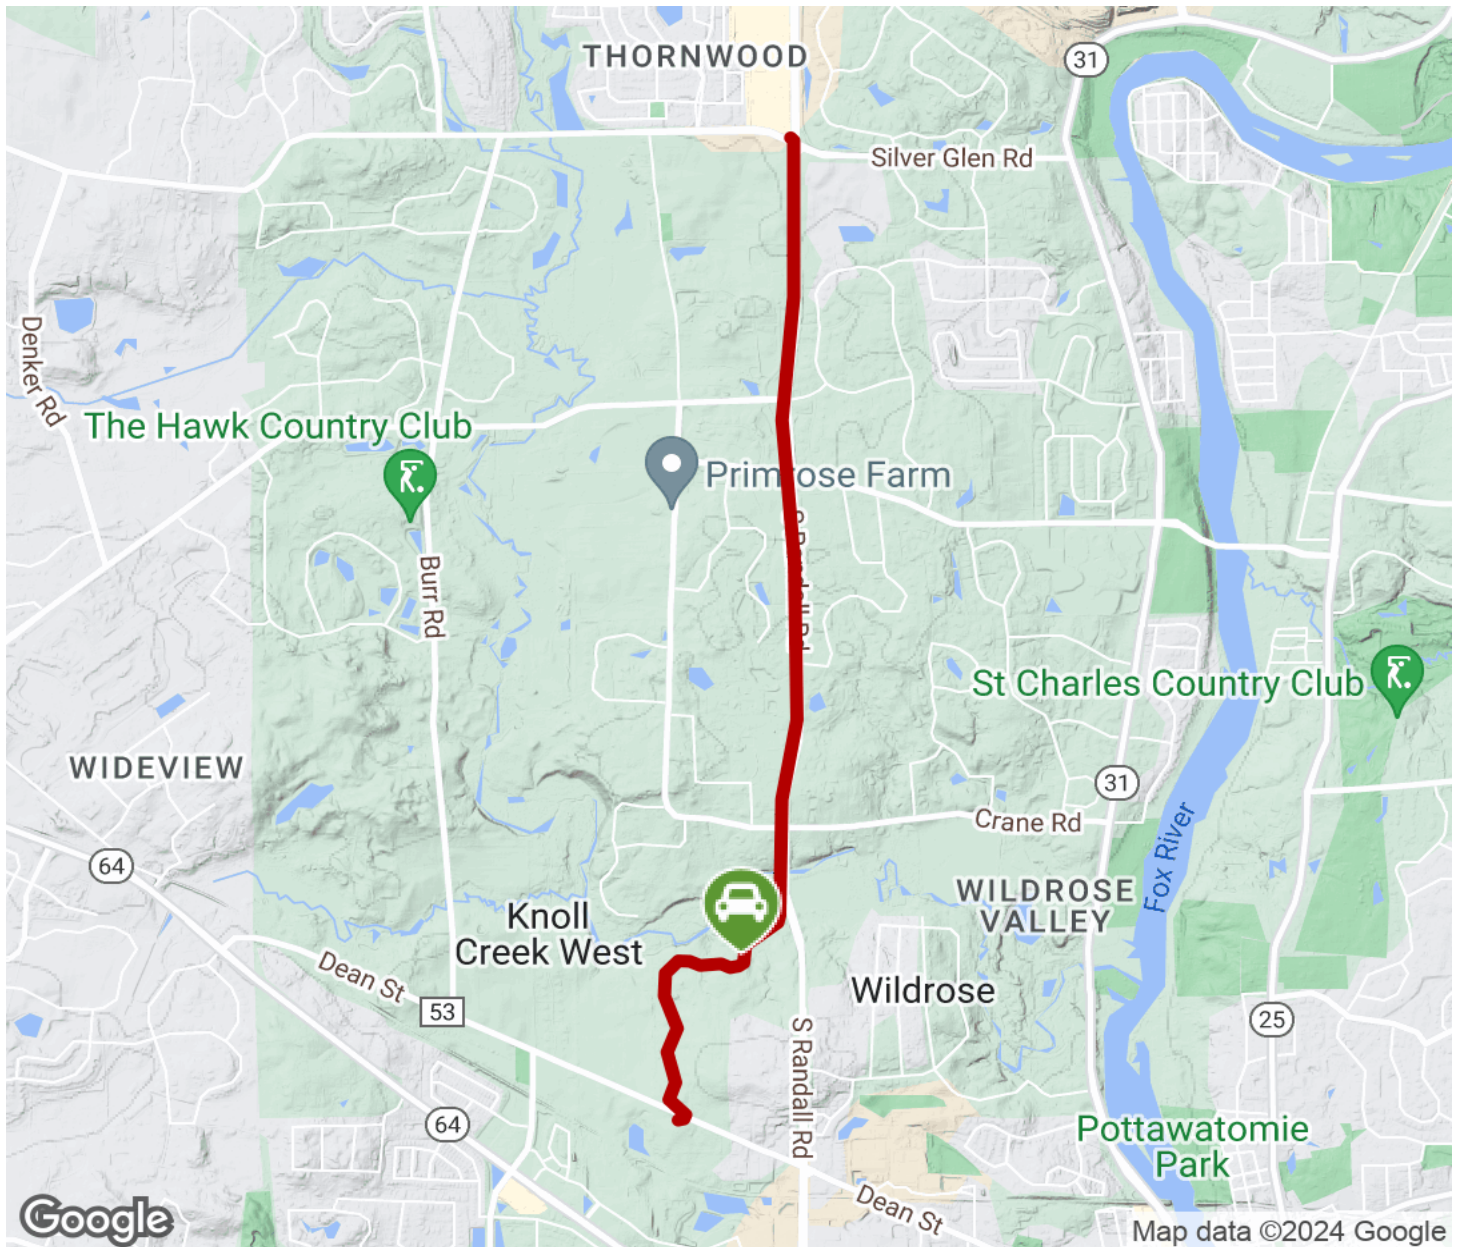 THORNWOOD
31
Silver Glen Rd
Denker Rd
The Hawk Country Club
Primrose Farm
S Randall Rd
Burr Rd
St Charles Country Club
WIDEVIEW
31
Crane Rd
Fox River
64
WILDROSE
VALLEY
Knoll
Creek West
Dean St
Wildrose
53
25
S Randall Rd
64
Pottawatomie
Park
Dean St
Google
Map data ©2024 Google